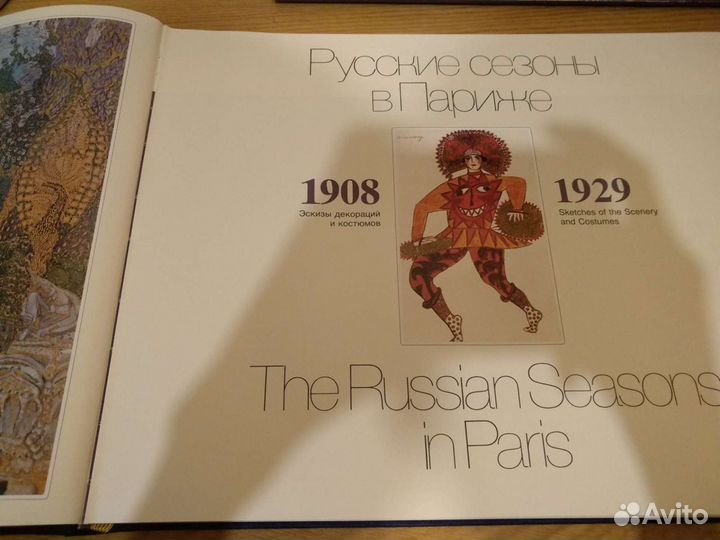 Русские сезоны
в Париже
1908
Эскизы декораций
и костюмов
1929
Sketches of the Scenery
and Costumes
The Russian Seasons
in Paris
Avito